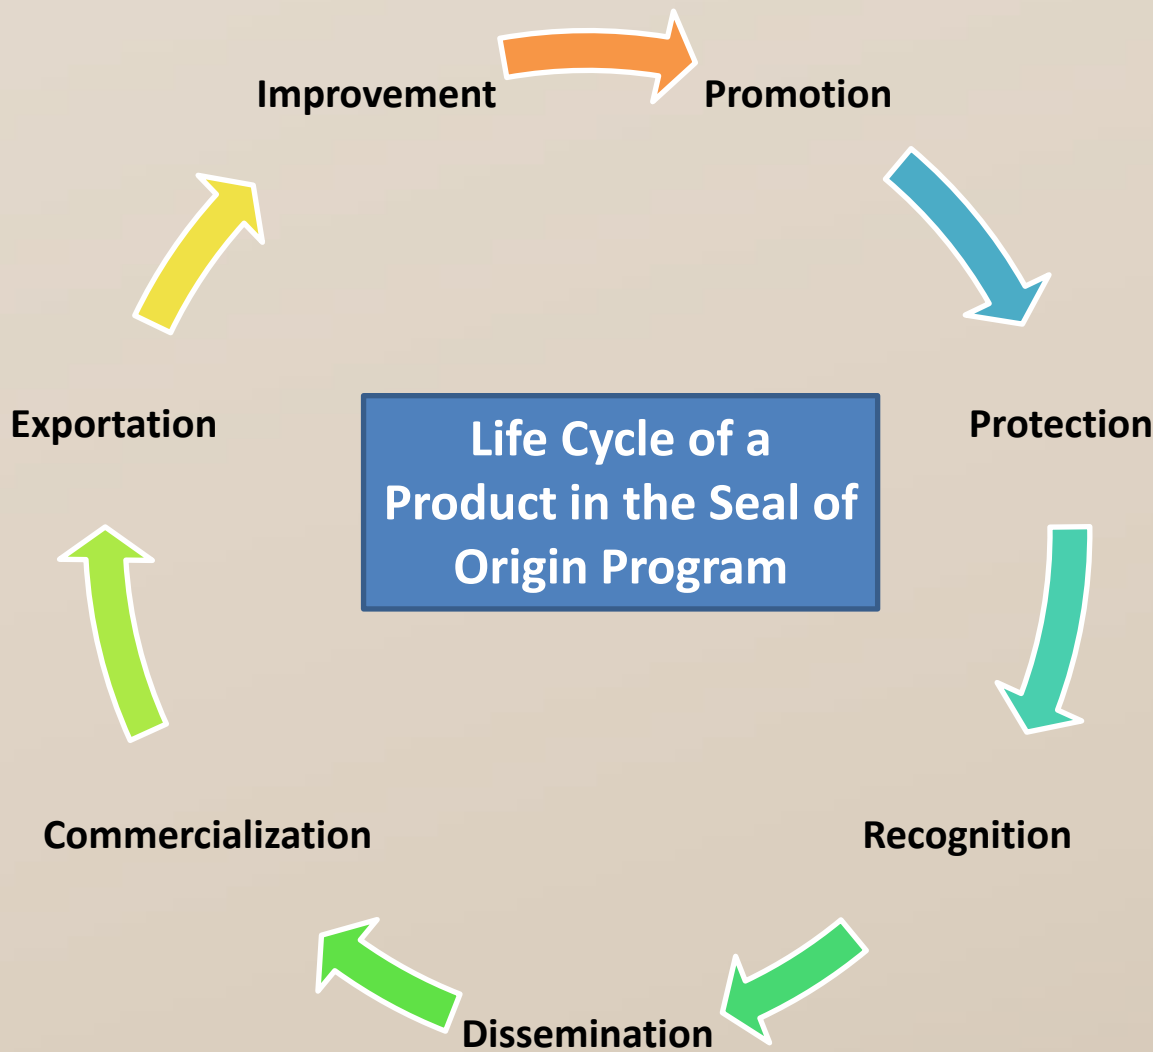 Improvement
Promotion
Exportation
Life Cycle of a
Product in the Seal of
Origin Program
Protection
Commercialization
Recognition
Dissemination